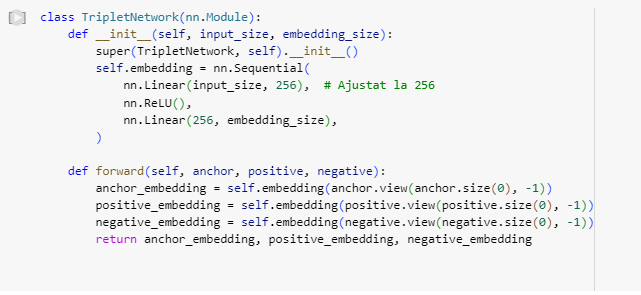 class TripletNetwork(nn.Module):
    def __init__(self, input_size, embedding_size):
        super(TripletNetwork, self).__init__()
        self.embedding = nn.Sequential(
            nn.Linear(input_size, 256),  # Ajustat la 256
            nn.ReLU(),
            nn.Linear(256, embedding_size),
        )
    def forward(self, anchor, positive, negative):
        anchor_embedding = self.embedding(anchor.view(anchor.size(0), -1))
        positive_embedding = self.embedding(positive.view(positive.size(0), -1))
        negative_embedding = self.embedding(negative.view(negative.size(0), -1))
        return anchor_embedding, positive_embedding, negative_embedding